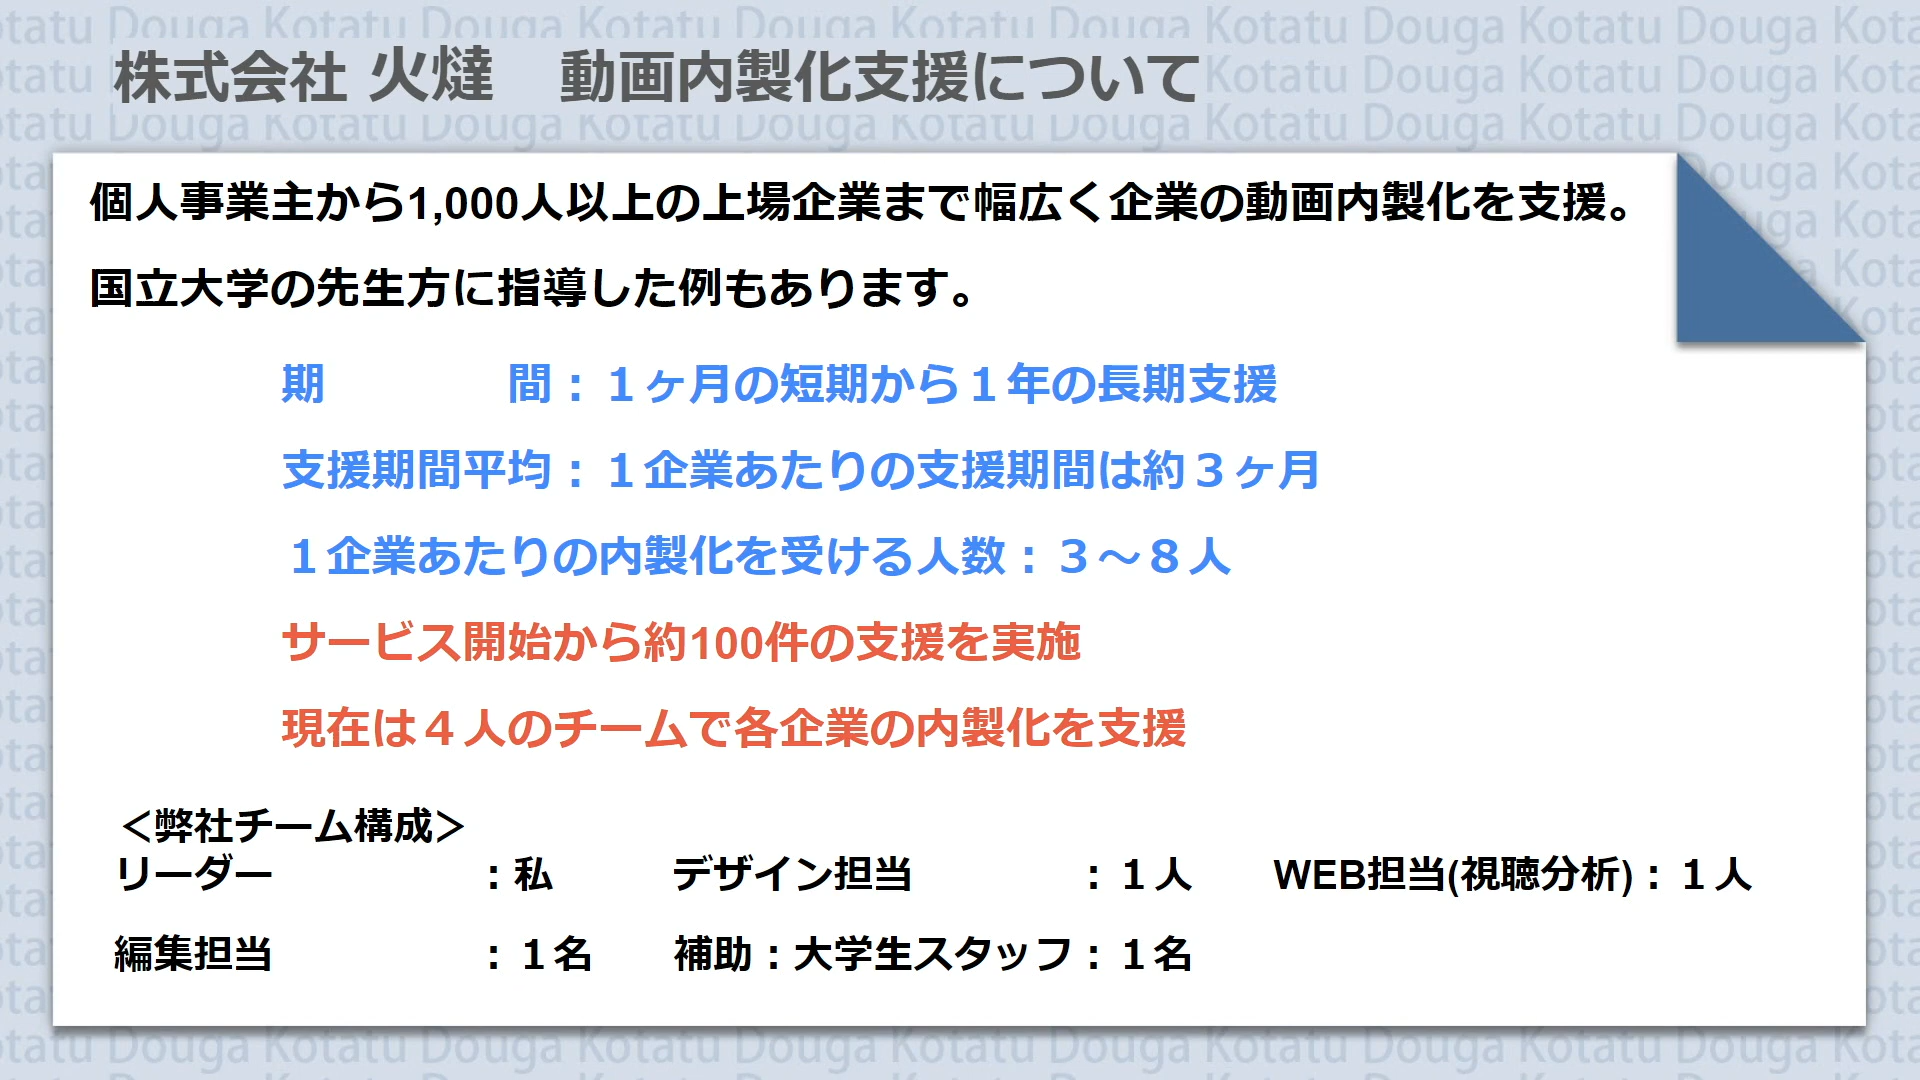 株式会社 火燵　動画内製化支援について
個人事業主から1,000人以上の上場企業まで幅広く企業の動画内製化を支援。
国立大学の先生方に指導した例もあります。
期　　　　間：１ヶ月の短期から１年の長期支援
支援期間平均：１企業あたりの支援期間は約３ヶ月
１企業あたりの内製化を受ける人数：３～８人
サービス開始から約100件の支援を実施
現在は４人のチームで各企業の内製化を支援
＜弊社チーム構成＞
リーダー　　　　　：私　　　デザイン担当　　　　：１人　　WEB担当(視聴分析)：１人
編集担当　　　　　：１名　　補助：大学生スタッフ：１名
Kotatu Douga Kotatu Douga Kotatu Douga Kotatu Douga Kotatu Douga Kotatu